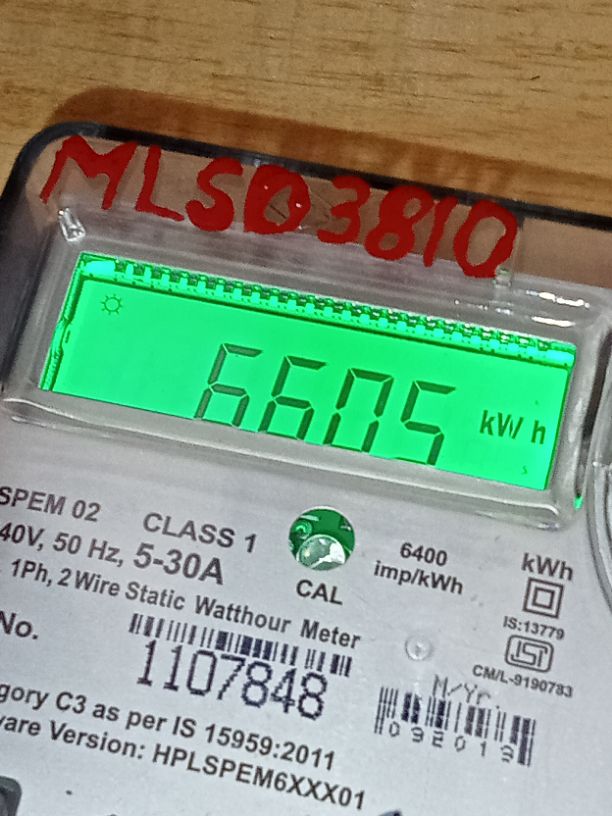 MLSD3810
6605 kWh
s
SPEM 02 CLASS 1
40V, 50 Hz, 5-30A
1Ph, 2 Wire Static Watthour Meter
CAL
6400
imp/kWh
kWh
IS:13779
ISI
CM/L-9190783
No.
1107848
M/Yr.
092019
gory C3 as per IS 15959:2011
are Version: HPLSPEM6XXX01